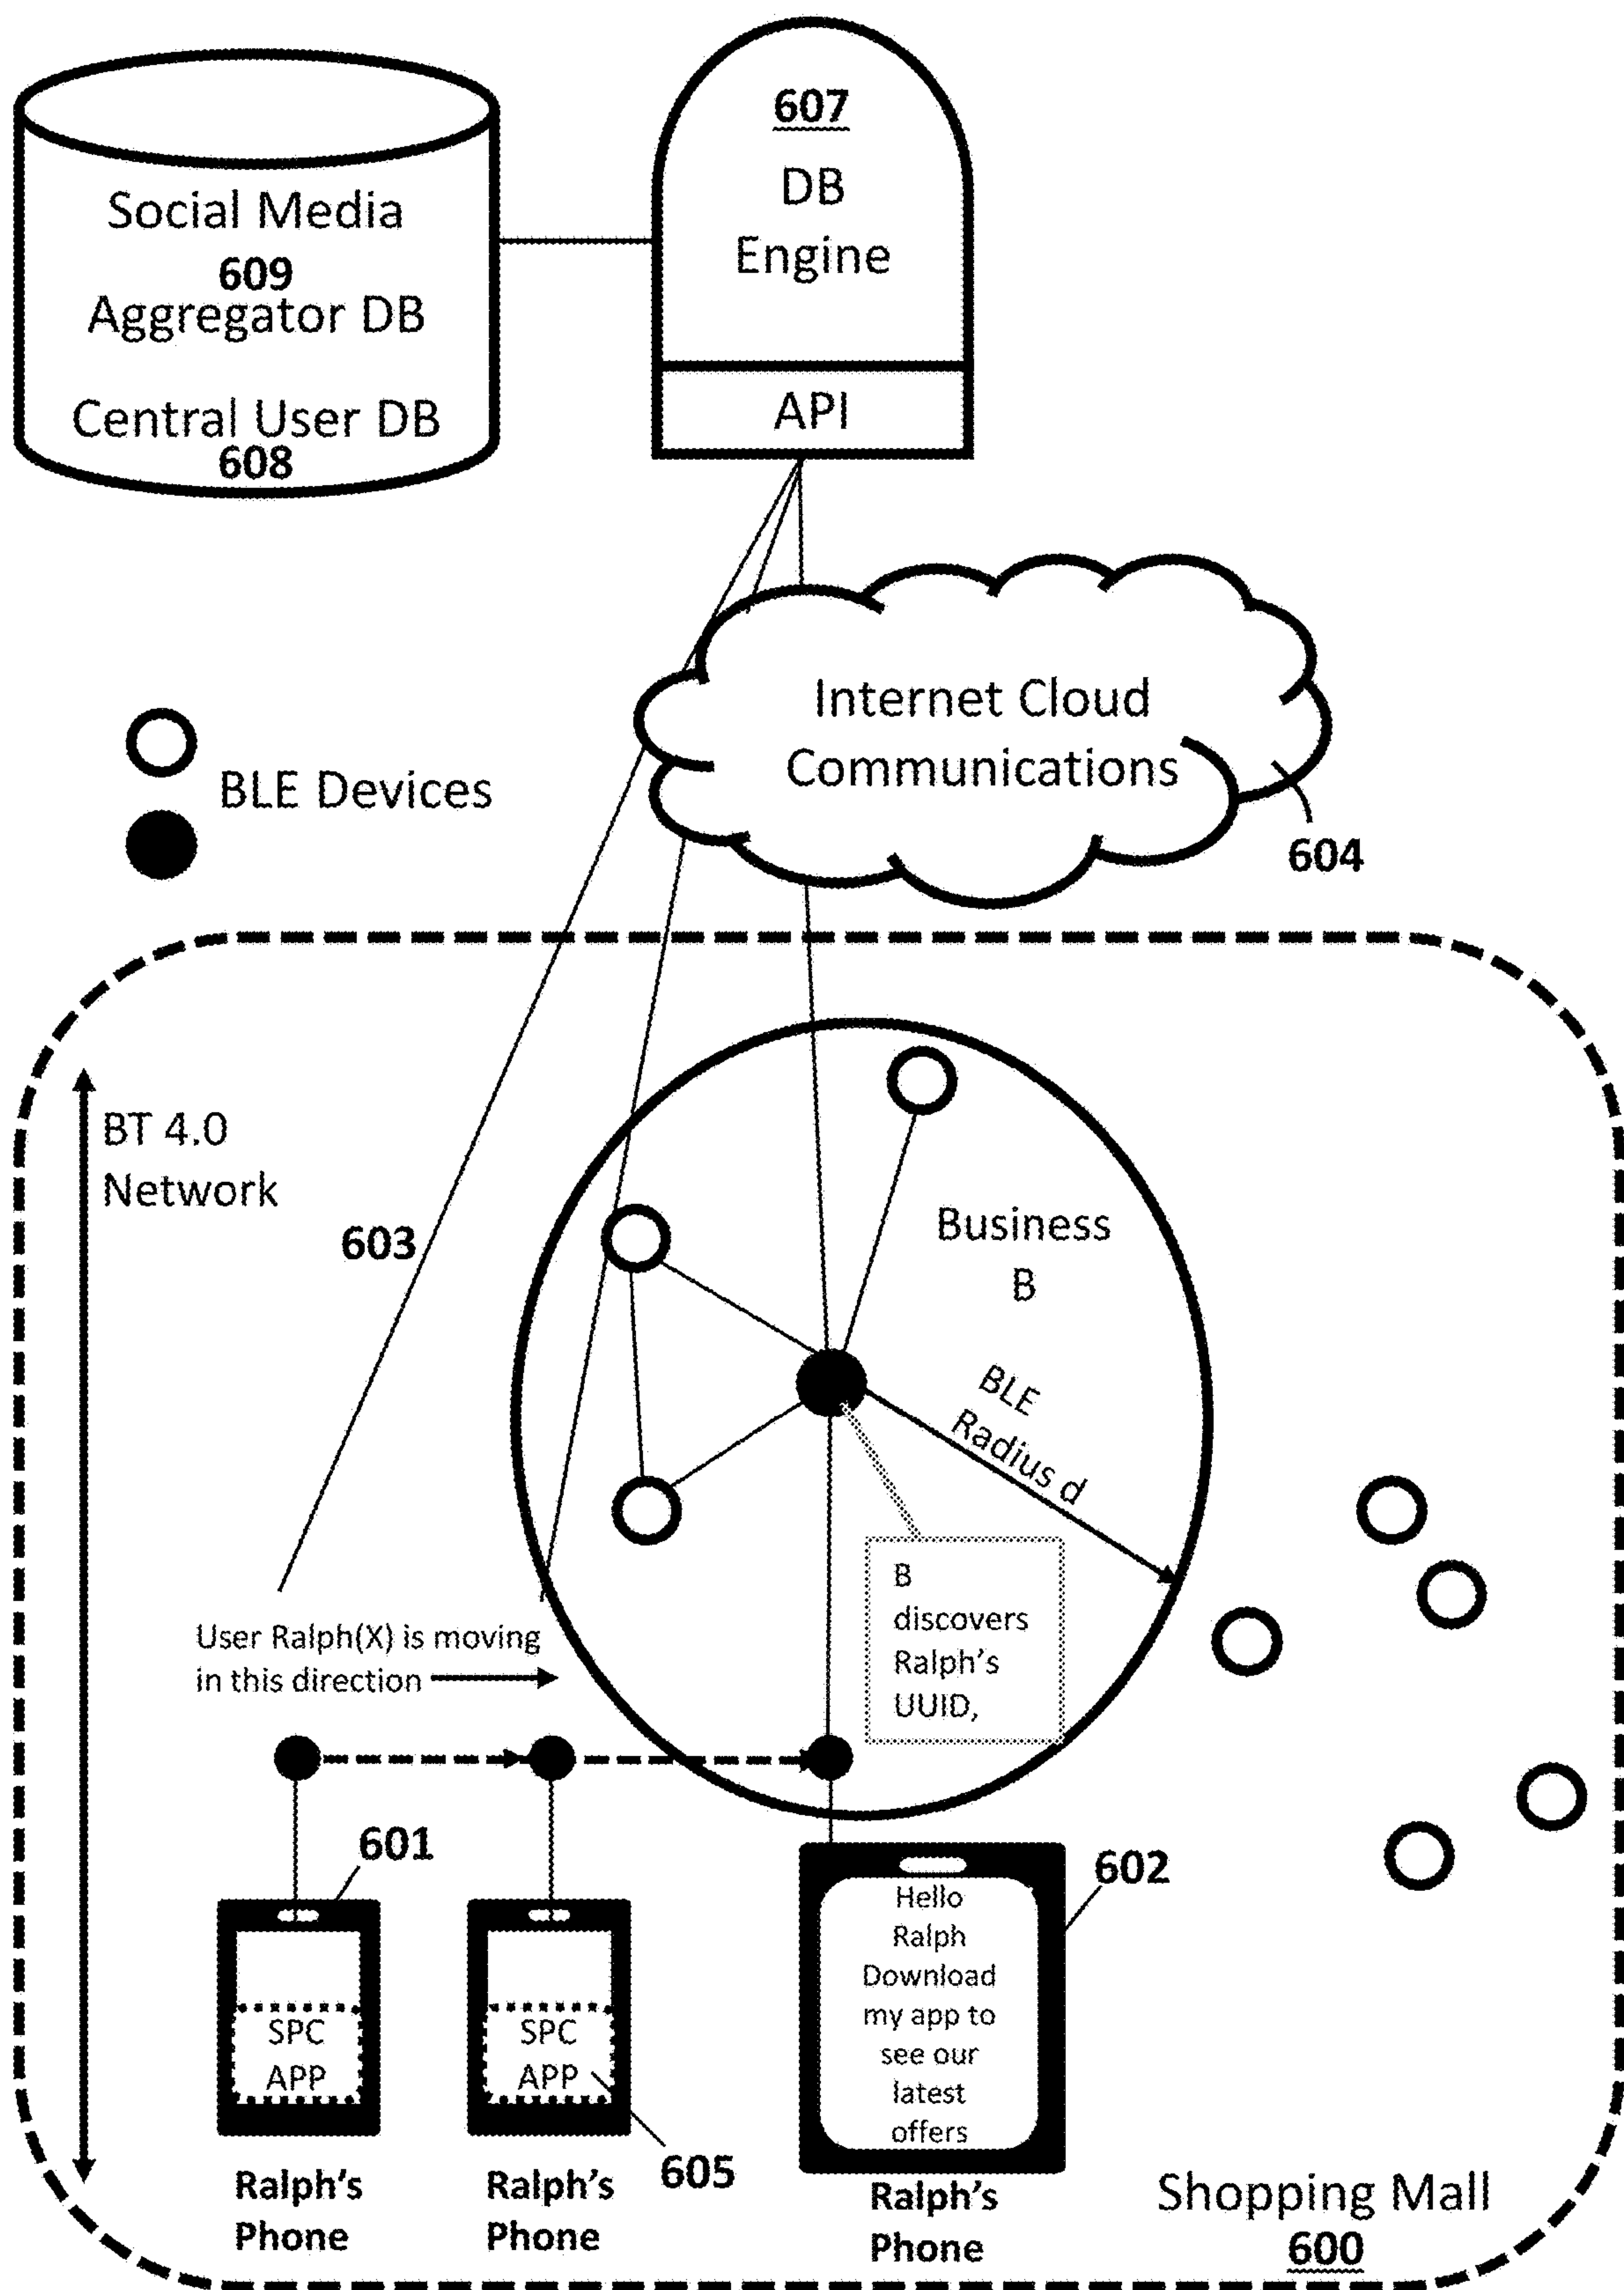 607
DB
Engine
API
Social Media
609
Aggregator DB
Central User DB
608
Internet Cloud
Communications
604
BLE Devices
BT 4.0
Network
603
Business
B
BLE
Radius d
B
discovers
Ralph's
UUID,
User Ralph(X) is moving
in this direction
601
602
SPC
APP
SPC
APP
605
Hello
Ralph
Download
my app to
see our
latest
offers
Ralph's
Phone
Ralph's
Phone
Ralph's
Phone
Shopping Mall
600